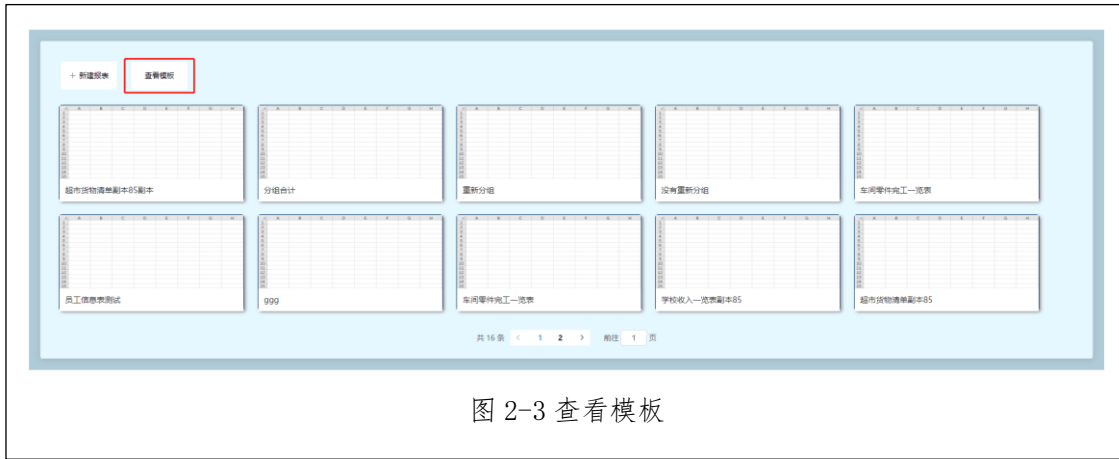 + 新建报表 查看模板
超市货物清单副本85副本 分组合计 重新分组 没有重新分组 车间零件完工一览表
员工信息表测试 ggg 车间零件完工一览表 学校收入一览表副本85 超市货物清单副本85
共 16 条 < 1 2 > 前往 1 页
图 2-3 查看模板